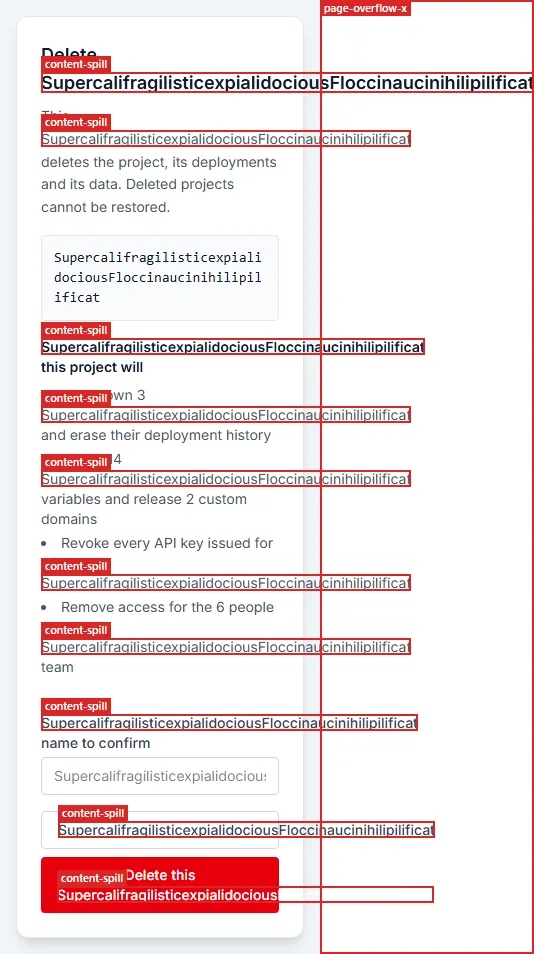 page-overflow-x
Delete
content-spill
SupercalifragilisticexpialidociousFloccinaucinihilipilificat
This
content-spill
SupercalifragilisticexpialidociousFloccinaucinihilipilificat
deletes the project, its deployments
and its data. Deleted projects
cannot be restored.
Supercalifragilisticexpiali
dociousFloccinaucinihilipil
ificat
content-spill
SupercalifragilisticexpialidociousFloccinaucinihilipilificat
this project will
content-spill
wn 3
SupercalifragilisticexpialidociousFloccinaucinihilipilificat
and erase their deployment history
content-spill
4
SupercalifragilisticexpialidociousFloccinaucinihilipilificat
variables and release 2 custom
domains
• Revoke every API key issued for
content-spill
SupercalifragilisticexpialidociousFloccinaucinihilipilificat
• Remove access for the 6 people
content-spill
SupercalifragilisticexpialidociousFloccinaucinihilipilificat
team
content-spill
SupercalifragilisticexpialidociousFloccinaucinihilipilificat
name to confirm
Supercalifragilisticexpialidocious
content-spill
SupercalifragilisticexpialidociousFloccinaucinihilipilificat
content-spill
Delete this
Supercalifragilisticexpialidocious